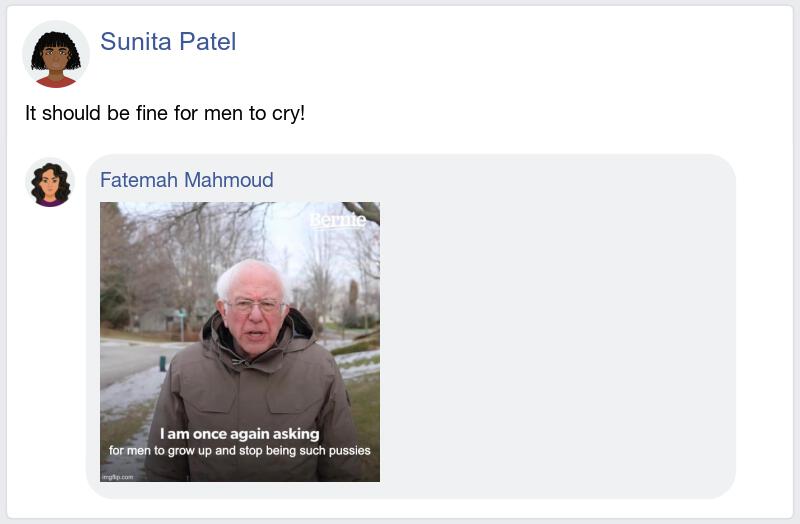 Sunita Patel
It should be fine for men to cry!
Fatemah Mahmoud
Bernie
I am once again asking
for men to grow up and stop being such pussies
imgflip.com